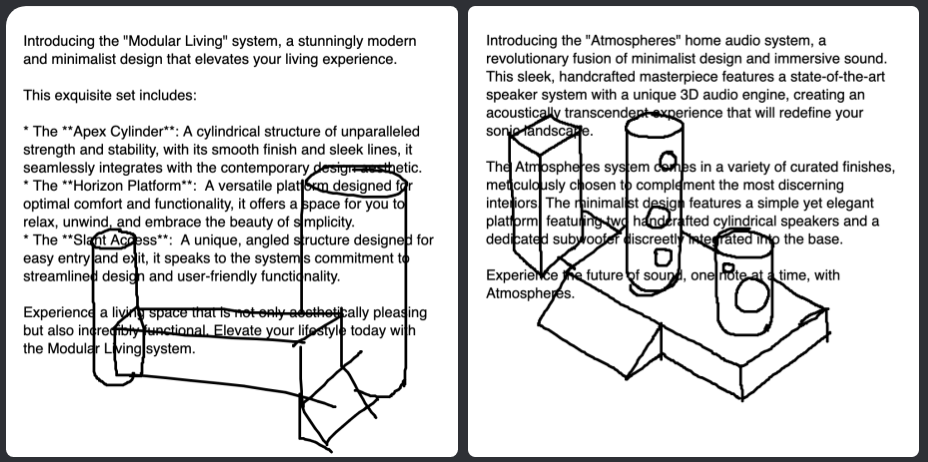 Introducing the "Modular Living" system, a stunningly modern
and minimalist design that elevates your living experience.
This exquisite set includes:
* The **Apex Cylinder**: A cylindrical structure of unparalleled
strength and stability, with its smooth finish and sleek lines, it
seamlessly integrates with the contemporary design aesthetic.
* The **Horizon Platform**: A versatile platform designed for
optimal comfort and functionality, it offers a space for you to
relax, unwind, and embrace the beauty of simplicity.
* The **Slant Access**: A unique, angled structure designed for
easy entry and exit, it speaks to the systems commitment to
streamlined design and user-friendly functionality.
Experience a living space that is not only aesthetically pleasing
but also incredibly functional. Elevate your lifestyle today with
the Modular Living system.
Introducing the "Atmospheres" home audio system, a
revolutionary fusion of minimalist design and immersive sound.
This sleek, handcrafted masterpiece features a state-of-the-art
speaker system with a unique 3D audio engine, creating an
acoustically transcendent experience that will redefine your
sonic landscape.
The Atmospheres system comes in a variety of curated finishes,
meticulously chosen to complement the most discerning
interiors. The minimalist design features a simple yet elegant
platform featuring two handcrafted cylindrical speakers and a
dedicated subwoofer discreetly integrated into the base.
Experience the future of sound, one note at a time, with
Atmospheres.